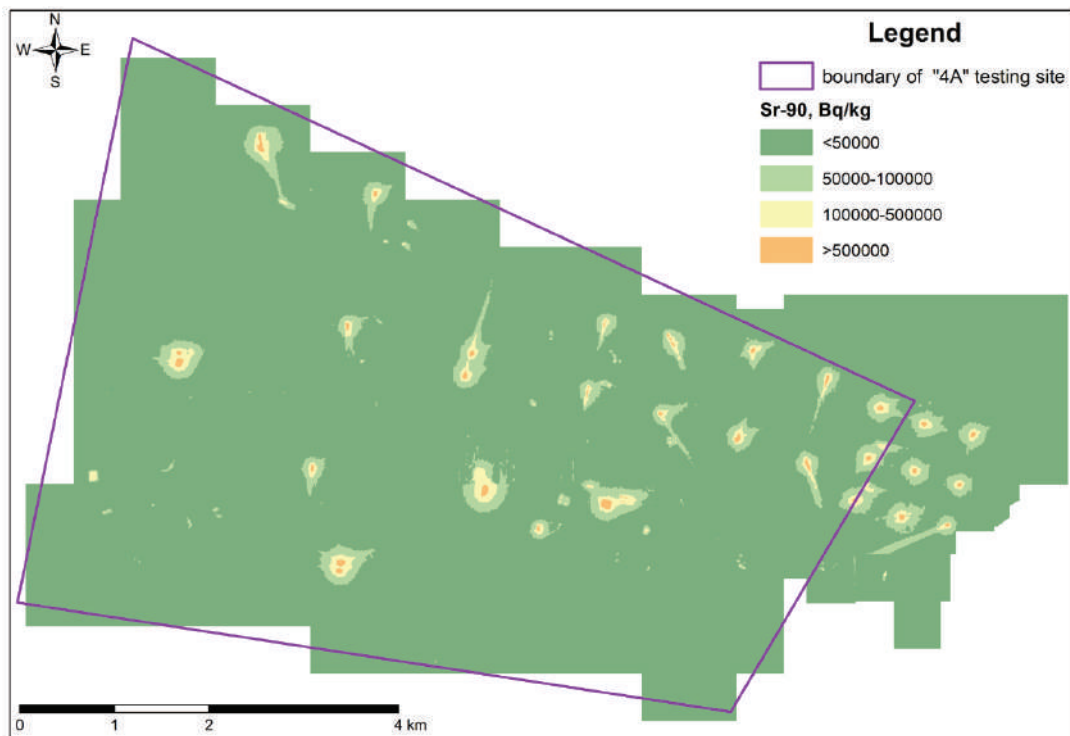 N
W E
S
Legend
boundary of "4A" testing site
Sr-90, Bq/kg
<50000
50000-100000
100000-500000
>500000
0 1 2 4 km